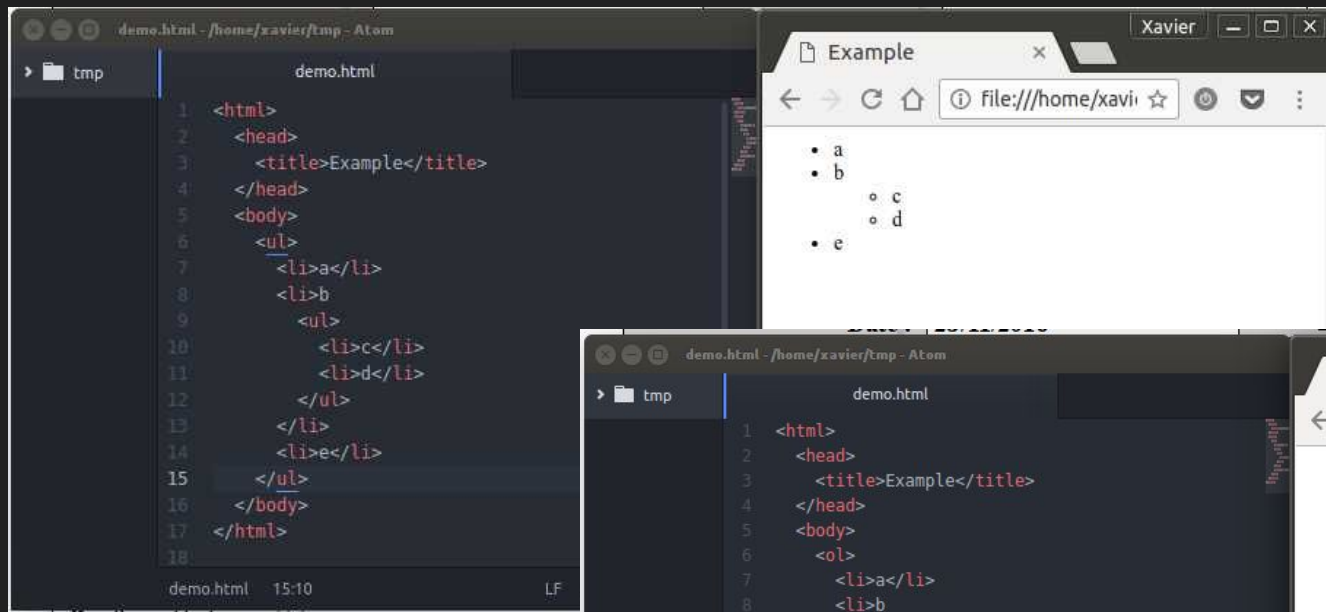 demo.html - /home/xavier/tmp - Atom
tmp
demo.html
1 <html>
2 <head>
3 <title>Example</title>
4 </head>
5 <body>
6 <ul>
7 <li>a</li>
8 <li>b
9 <ul>
10 <li>c</li>
11 <li>d</li>
12 </ul>
13 </li>
14 <li>e</li>
15 </ul>
16 </body>
17 </html>
18
demo.html 15:10 LF
Xavier
Example
file:///home/xavi
a
b
c
d
e
demo.html - /home/xavier/tmp - Atom
tmp
demo.html
1 <html>
2 <head>
3 <title>Example</title>
4 </head>
5 <body>
6 <ol>
7 <li>a</li>
8 <li>b